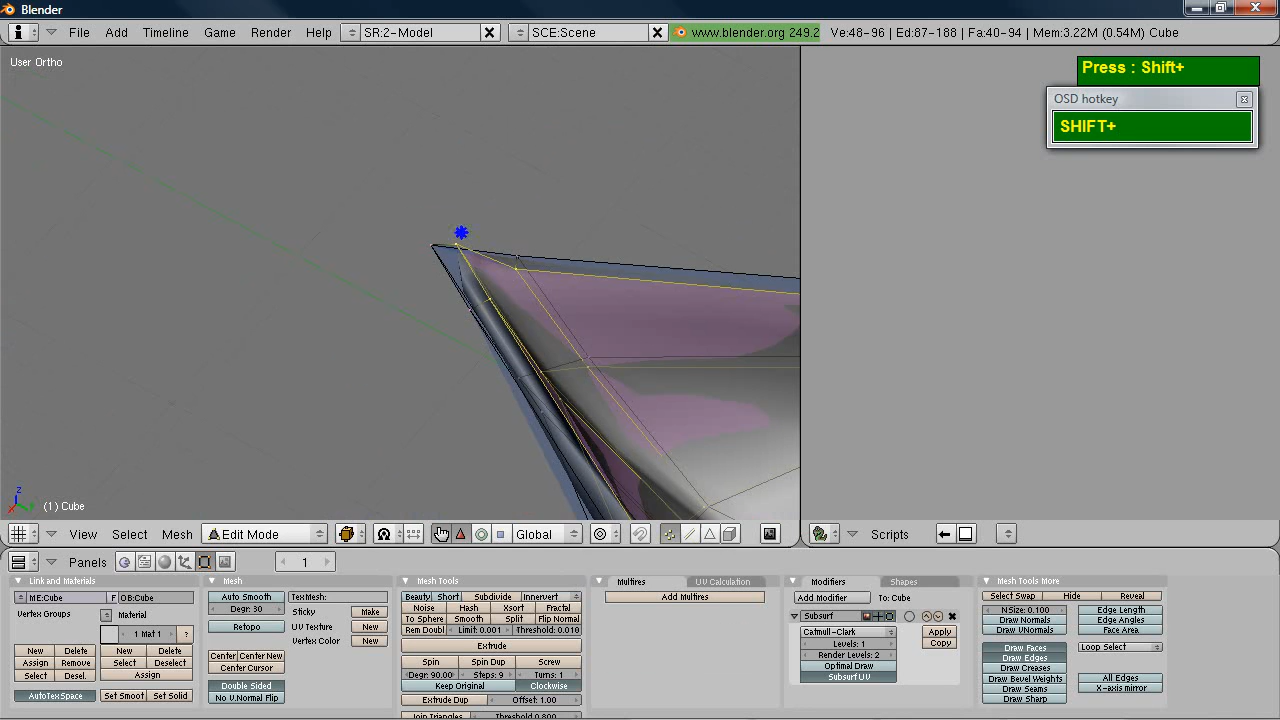 Blender
File Add Timeline Game Render Help SR:2-Model SCE:Scene www.blender.org 249.2 Ve:48-96 | Ed:87-188 | Fa:40-94 | Mem:3.22M (0.54M) Cube
User Ortho
Press : Shift+
OSD hotkey
SHIFT+
z
x
y
(1) Cube
View Select Mesh Edit Mode Global Scripts
Panels 1
Link and Materials
ME:Cube F OB:Cube
Vertex Groups
Material
1 Mat 1 ?
New Delete New Delete
Assign Remove Select Deselect
Select Desel. Assign
AutoTexSpace Set Smoot Set Solid
Mesh
Auto Smooth
Degr: 30
Retopo
Center Center New
Center Cursor
Double Sided
No V.Normal Flip
TexMesh:
Sticky Make
UV Texture New
Vertex Color New
Mesh Tools
Beauty Short Subdivide Innervert
Noise Hash Xsort Fractal
To Sphere Smooth Split Flip Normal
Rem Doubl Limit: 0.001 Threshold: 0.010
Extrude
Spin Spin Dup Screw
Degr: 90.00 Steps: 9 Turns: 1
Keep Original Clockwise
Extrude Dup Offset: 1.00
Join Triangles Threshold 0.800
Multires UV Calculation
Add Multires
Modifiers Shapes
Add Modifier To: Cube
Subsurf
Catmull-Clark Apply
Levels: 1 Copy
Render Levels: 2
Optimal Draw
Subsurf UV
Mesh Tools More
Select Swap Hide Reveal
NSize: 0.100
Draw Normals
Draw VNormals
Draw Faces
Draw Edges
Draw Creases
Draw Bevel Weights
Draw Seams
Draw Sharp
Edge Length
Edge Angles
Face Area
Loop Select
All Edges
X-axis mirror